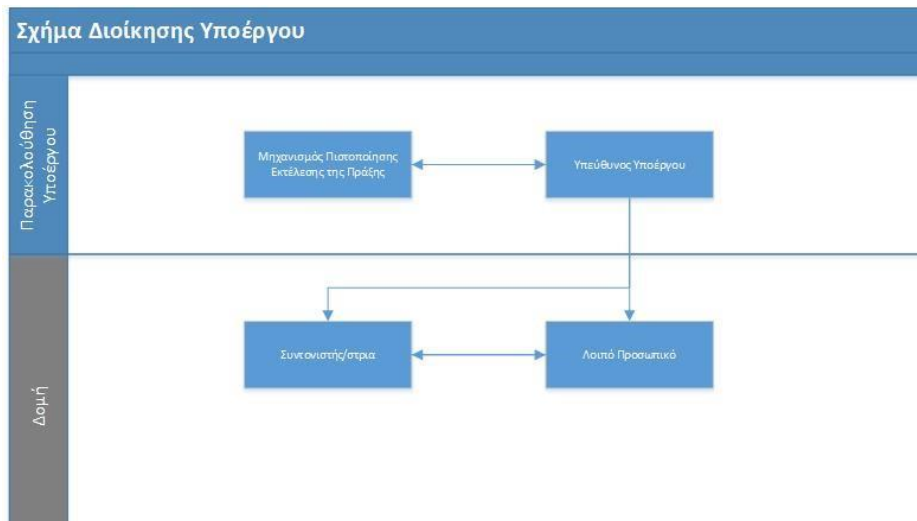 Σχήμα Διοίκησης Υποέργου
Παρακολούθηση
Υποέργου
Μηχανισμός Πιστοποίησης
Εκτέλεσης της Πράξης
Υπεύθυνος Υποέργου
Δομή
Συντονιστής/στρια
Λοιπό Προσωπικό